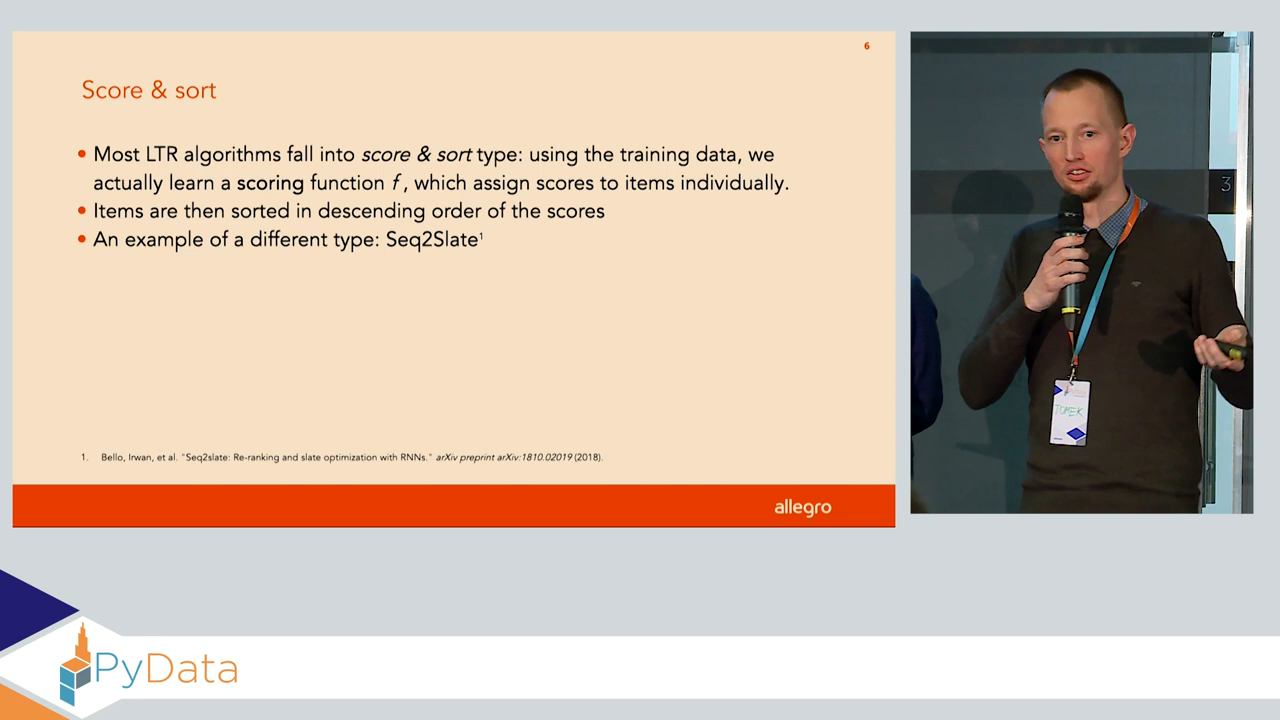 6
Score & sort
• Most LTR algorithms fall into score & sort type: using the training data, we
actually learn a scoring function f , which assign scores to items individually.
• Items are then sorted in descending order of the scores
• An example of a different type: Seq2Slate¹
1. Bello, Irwan, et al. "Seq2slate: Re-ranking and slate optimization with RNNs." arXiv preprint arXiv:1810.02019 (2018).
allegro
3
TOMEK
PyData